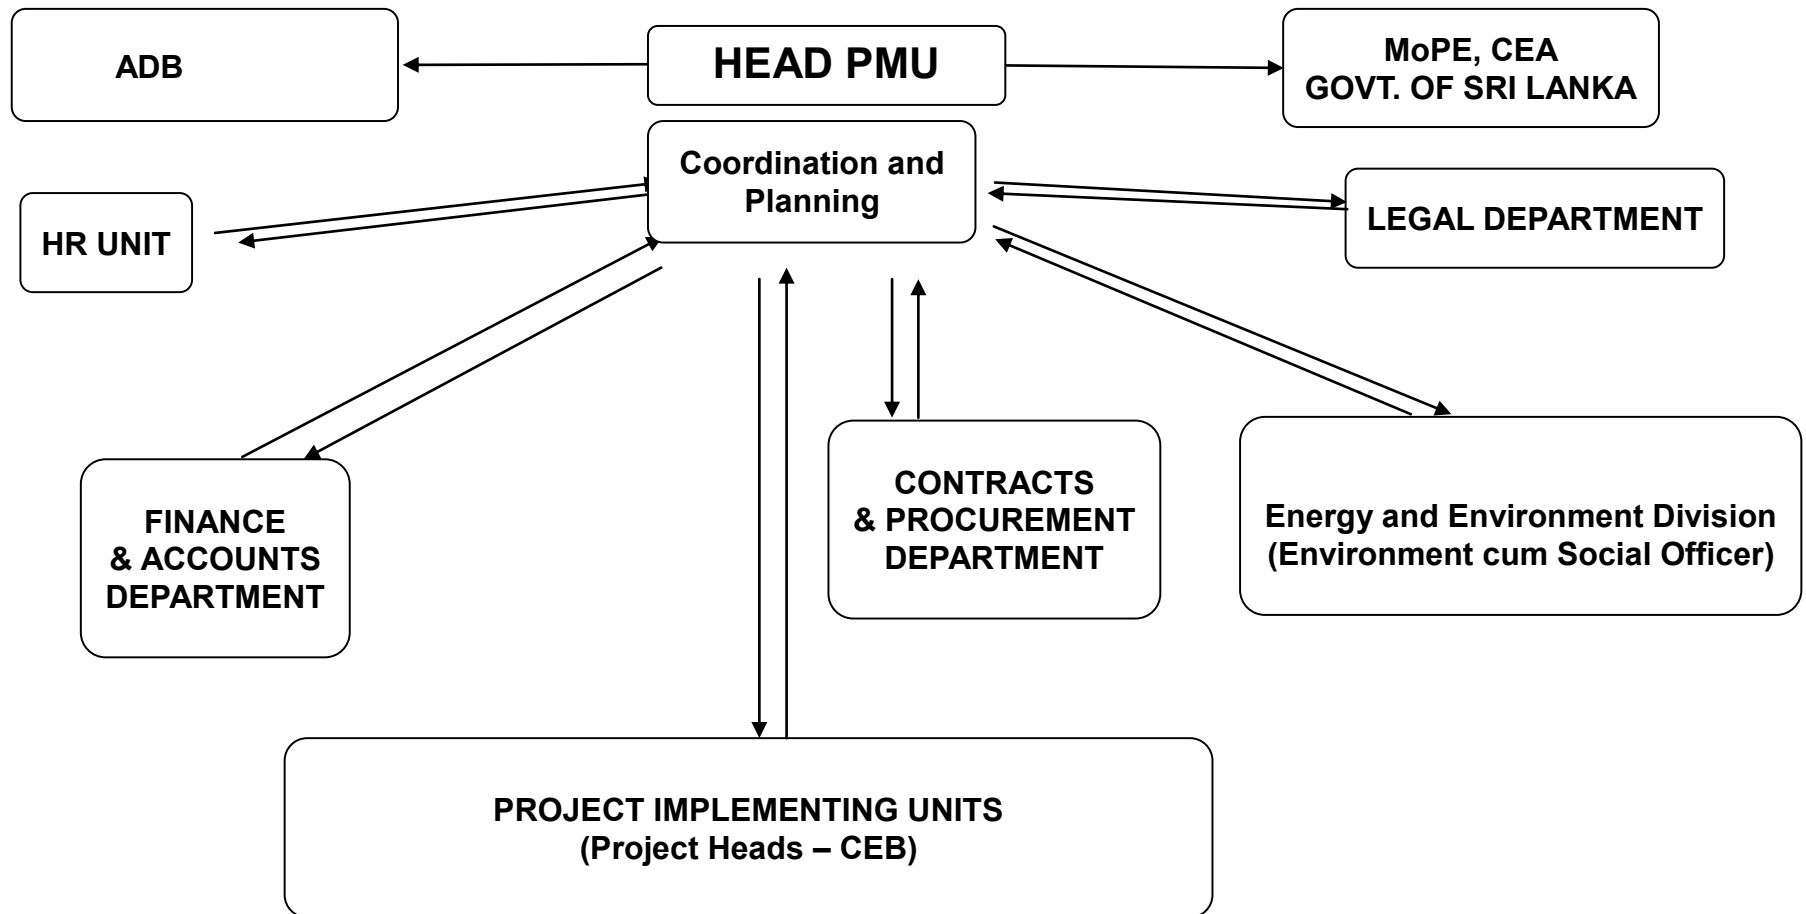 ADB
HEAD PMU
MoPE, CEA
GOVT. OF SRI LANKA
Coordination and
Planning
HR UNIT
LEGAL DEPARTMENT
FINANCE
& ACCOUNTS
DEPARTMENT
CONTRACTS
& PROCUREMENT
DEPARTMENT
Energy and Environment Division
(Environment cum Social Officer)
PROJECT IMPLEMENTING UNITS
(Project Heads – CEB)